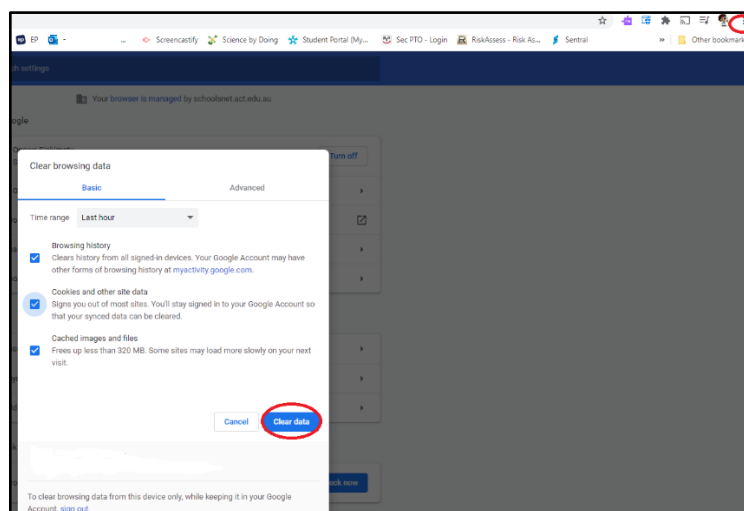 EP
...
Screencastify
Science by Doing
Student Portal (My...
Sec PTO - Login
RiskAssess - Risk As...
Sentral
»
Other bookmark
ch settings
Your browser is managed by schoolsnet.act.edu.au
ogle
Turn off
Clear browsing data
Basic
Advanced
Time range
Last hour
Browsing history
Clears history from all signed-in devices. Your Google Account may have
other forms of browsing history at myactivity.google.com.
Cookies and other site data
Signs you out of most sites. You'll stay signed in to your Google Account so
that your synced data can be cleared.
Cached images and files
Frees up less than 320 MB. Some sites may load more slowly on your next
visit.
Cancel
Clear data
eck now
To clear browsing data from this device only, while keeping it in your Google
Account, sign out.